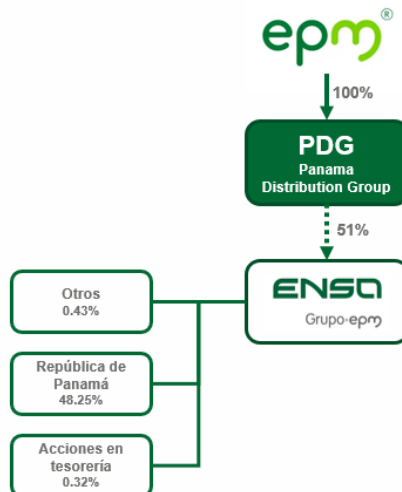 epm®
100%
PDG
Panama
Distribution Group
51%
ENSA
Grupo·epm
Otros
0.43%
República de
Panamá
48.25%
Acciones en
tesorería
0.32%